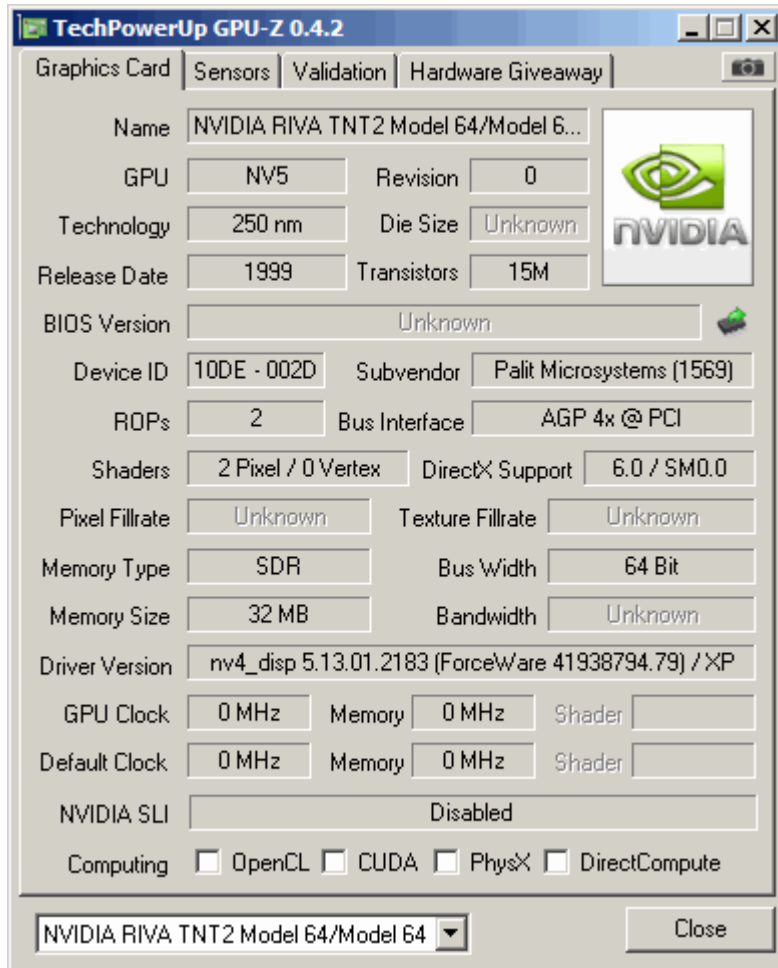 TechPowerUp GPU-Z 0.4.2
Graphics Card Sensors Validation Hardware Giveaway
Name NVIDIA RIVA TNT2 Model 64/Model 6...
GPU NV5 Revision 0
NVIDIA
Technology 250 nm Die Size Unknown
Release Date 1999 Transistors 15M
BIOS Version Unknown
Device ID 10DE - 002D Subvendor Palit Microsystems (1569)
ROPs 2 Bus Interface AGP 4x @ PCI
Shaders 2 Pixel / 0 Vertex DirectX Support 6.0 / SM0.0
Pixel Fillrate Unknown Texture Fillrate Unknown
Memory Type SDR Bus Width 64 Bit
Memory Size 32 MB Bandwidth Unknown
Driver Version nv4_disp 5.13.01.2183 (ForceWare 41938794.79) / XP
GPU Clock 0 MHz Memory 0 MHz Shader
Default Clock 0 MHz Memory 0 MHz Shader
NVIDIA SLI Disabled
Computing OpenCL CUDA PhysX DirectCompute
NVIDIA RIVA TNT2 Model 64/Model 64 Close